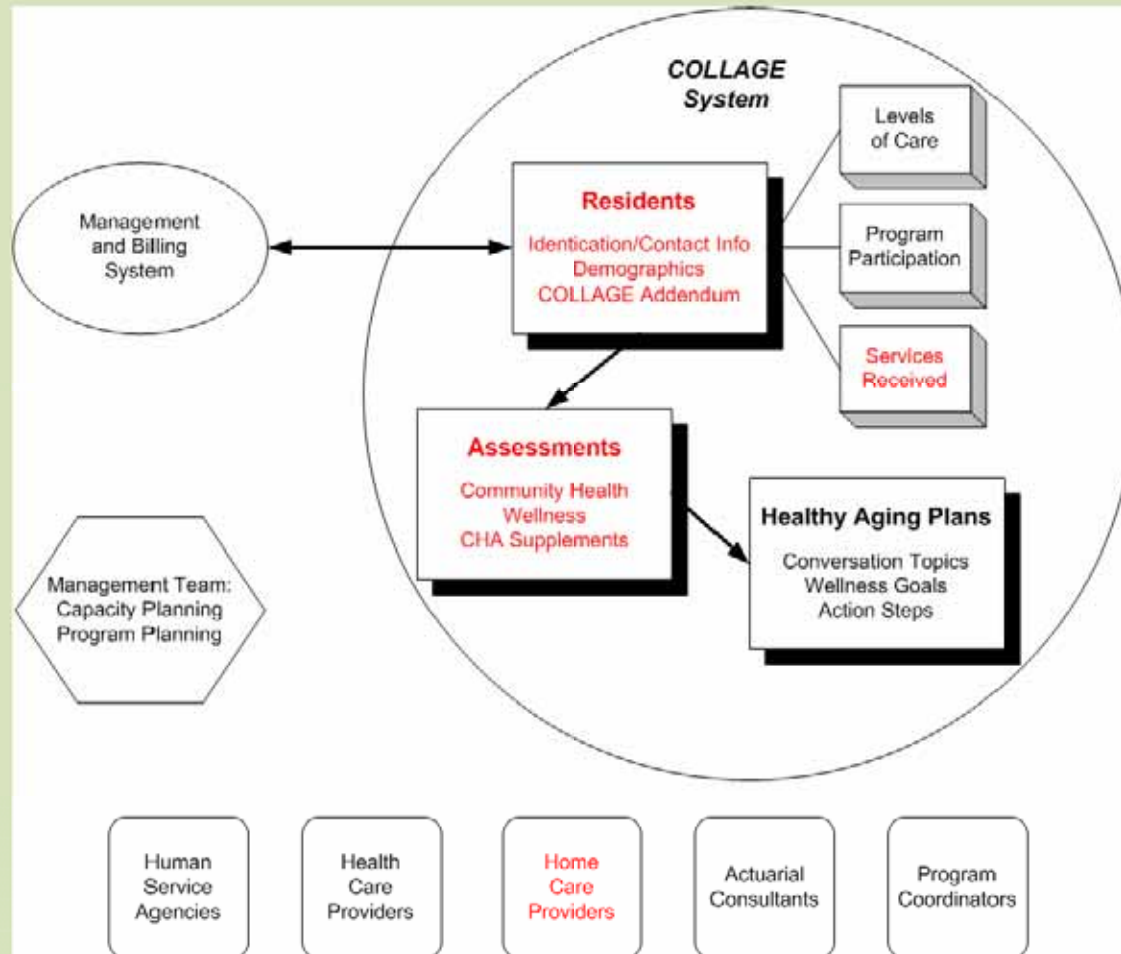 COLLAGE
System
Levels
of Care
Management
and Billing
System
Residents
Identication/Contact Info
Demographics
COLLAGE Addendum
Program
Participation
Services
Received
Assessments
Community Health
Wellness
CHA Supplements
Healthy Aging Plans
Conversation Topics
Wellness Goals
Action Steps
Management Team:
Capacity Planning
Program Planning
Human
Service
Agencies
Health
Care
Providers
Home
Care
Providers
Actuarial
Consultants
Program
Coordinators